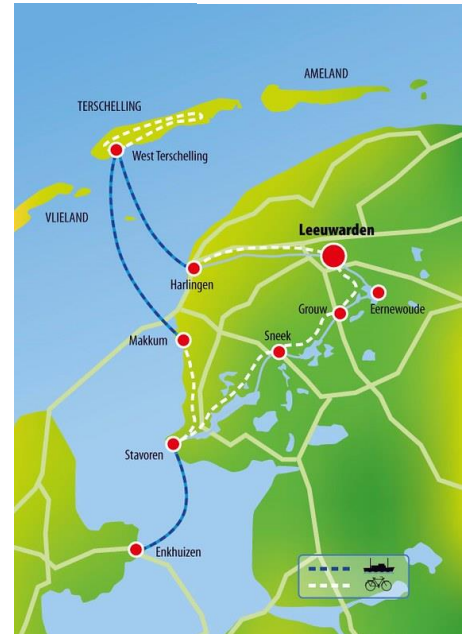 AMELAND
TERSCHELLING
West Terschelling
VLIELAND
Leeuwarden
Harlingen
Grouw
Eernewoude
Sneek
Makkum
Stavoren
Enkhuizen